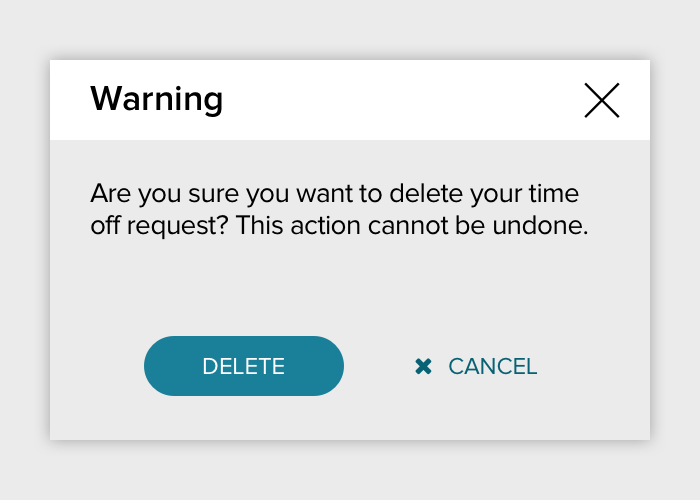 Warning
Are you sure you want to delete your time
off request? This action cannot be undone.
DELETE
CANCEL